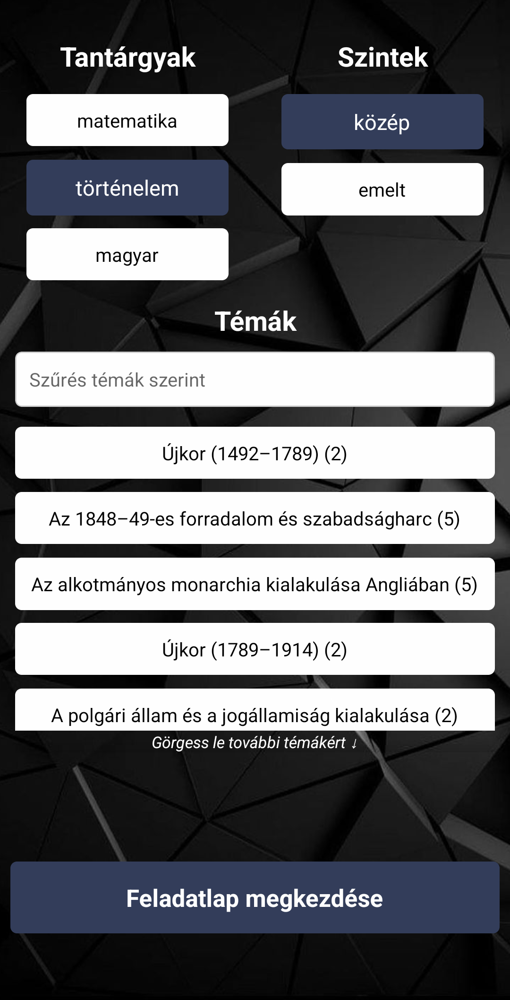 Tantárgyak
Szintek
matematika
közép
történelem
emelt
magyar
Témák
Szűrés témák szerint
Újkor (1492–1789) (2)
Az 1848–49-es forradalom és szabadságharc (5)
Az alkotmányos monarchia kialakulása Angliában (5)
Újkor (1789–1914) (2)
A polgári állam és a jogállamiság kialakulása (2)
Görgess le további témákért ↓
Feladatlap megkezdése